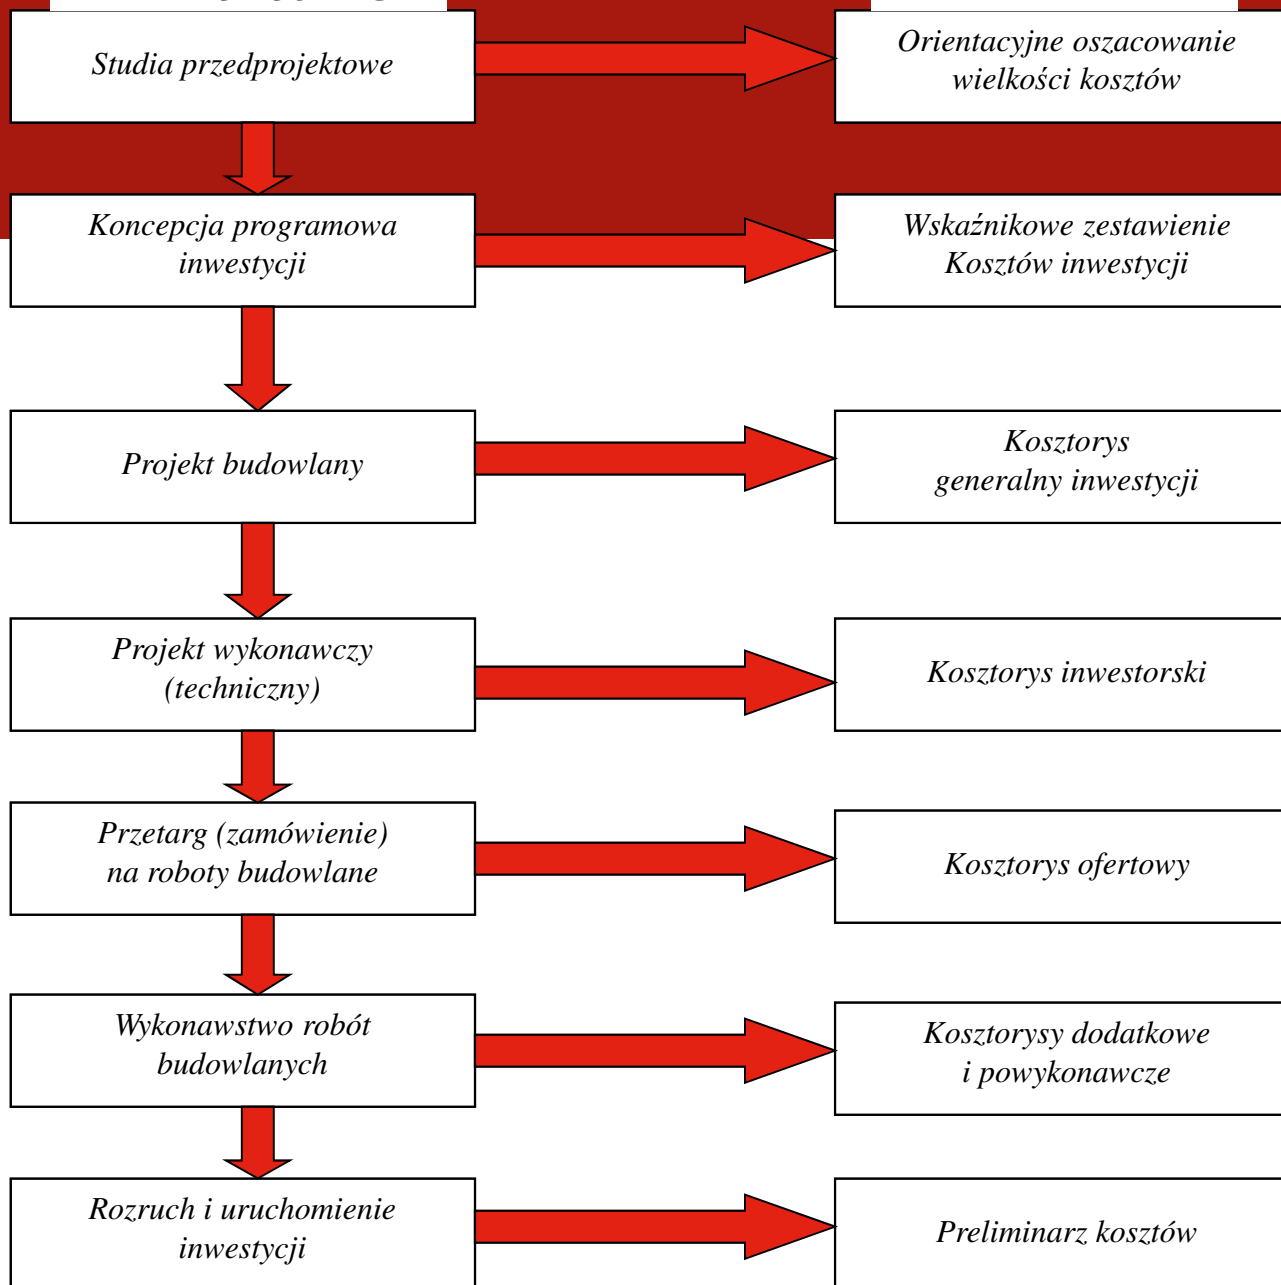 Studia przedprojektowe
Orientacyjne oszacowanie
wielkości kosztów
Koncepcja programowa
inwestycji
Wskaźnikowe zestawienie
Kosztów inwestycji
Projekt budowlany
Kosztorys
generalny inwestycji
Projekt wykonawczy
(techniczny)
Kosztorys inwestorski
Przetarg (zamówienie)
na roboty budowlane
Kosztorys ofertowy
Wykonawstwo robót
budowlanych
Kosztorysy dodatkowe
i powykonawcze
Rozruch i uruchomienie
inwestycji
Preliminarz kosztów